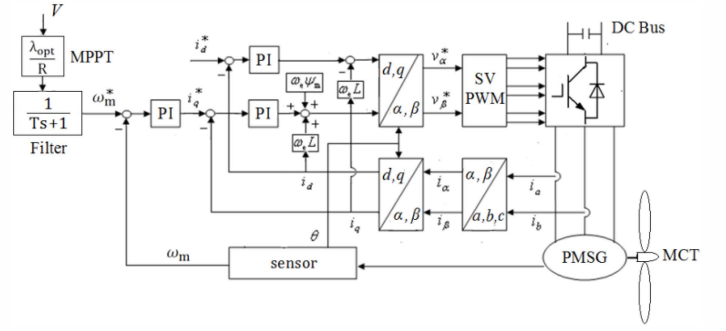 V
DC Bus
λopt
R
MPPT
i*d
PI
d,q
α,β
v*α
v*β
SV
PWM
1
Ts+1
Filter
ω*m
PI
i*q
PI
ωeψm
ωeL
ωeL
id
iq
d,q
α,β
iα
iβ
α,β
a,b,c
ia
ib
θ
ωm
sensor
PMSG
MCT